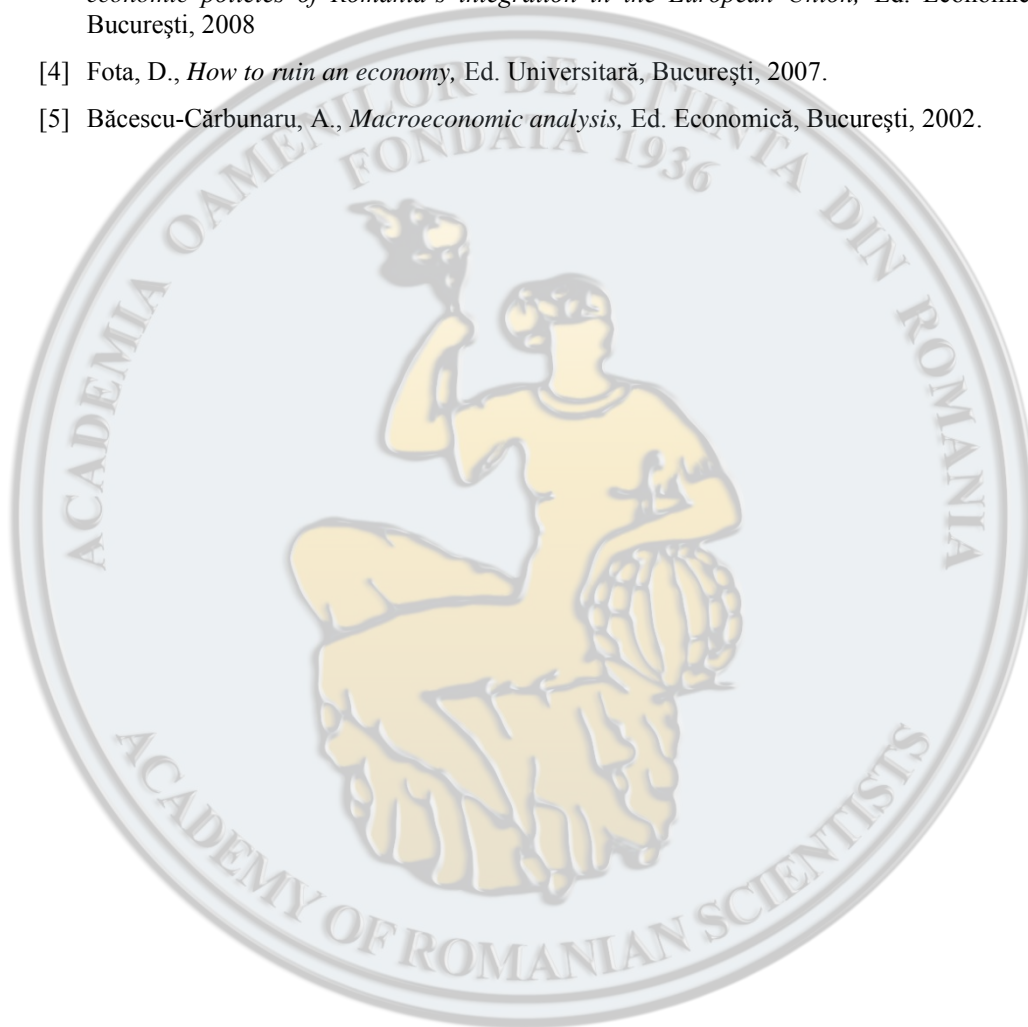 economic policies of Romania's integration in the European Union, Ed. Economic
Bucureşti, 2008
[4] Fota, D., How to ruin an economy, Ed. Universitară, Bucureşti, 2007.
[5] Băcescu-Cărbunaru, A., Macroeconomic analysis, Ed. Economică, Bucureşti, 2002.
ACADEMIA OAMENILOR DE STIINTA DIN ROMANIA
FONDATA 1936
ACADEMY OF ROMANIAN SCIENTISTS